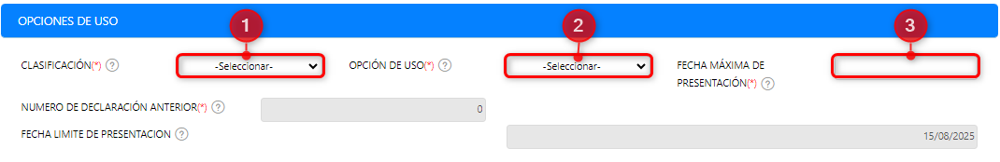 OPCIONES DE USO
1
2
3
CLASIFICACIÓN(*) ?
-Seleccionar-
OPCIÓN DE USO(*) ?
-Seleccionar-
FECHA MÁXIMA DE
PRESENTACIÓN(*) ?
NUMERO DE DECLARACIÓN ANTERIOR(*) ?
0
FECHA LIMITE DE PRESENTACION ?
15/08/2025